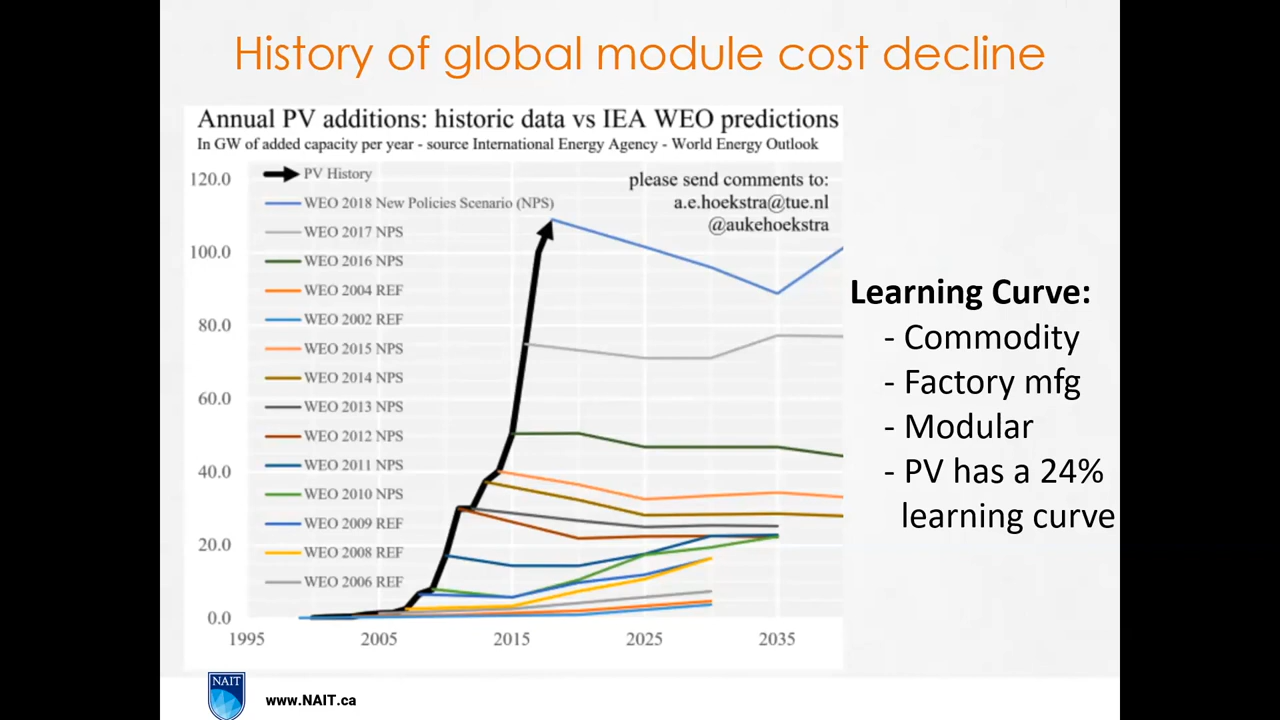 History of global module cost decline
Annual PV additions: historic data vs IEA WEO predictions
In GW of added capacity per year - source International Energy Agency - World Energy Outlook
PV History
WEO 2018 New Policies Scenario (NPS)
WEO 2017 NPS
WEO 2016 NPS
WEO 2004 REF
WEO 2002 REF
WEO 2015 NPS
WEO 2014 NPS
WEO 2013 NPS
WEO 2012 NPS
WEO 2011 NPS
WEO 2010 NPS
WEO 2009 REF
WEO 2008 REF
WEO 2006 REF
please send comments to:
a.e.hoekstra@tue.nl
@aukehoekstra
120.0
100.0
80.0
60.0
40.0
20.0
0.0
1995 2005 2015 2025 2035
Learning Curve:
- Commodity
- Factory mfg
- Modular
- PV has a 24%
learning curve
NAIT
www.NAIT.ca